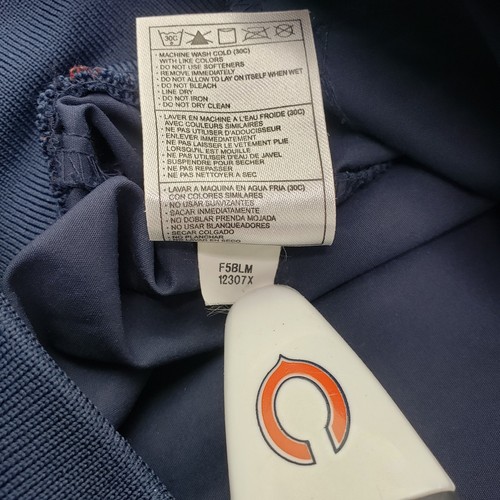 30C
· MACHINE WASH COLD (30C)
WITH LIKE COLORS
· DO NOT USE SOFTENERS
· REMOVE IMMEDIATELY
· DO NOT ALLOW TO LAY ON ITSELF WHEN WET
· DO NOT BLEACH
· LINE DRY
· DO NOT IRON
· DO NOT DRY CLEAN
· LAVER EN MACHINE A L'EAU FROIDE (30C)
AVEC COULEURS SIMILAIRES
· NE PAS UTILISER D'ADOUCISSEUR
· ENLEVER IMMEDIATEMENT
· NE PAS LAISSER LE VETEMENT PLIE
LORSQU'IL EST MOUILLE
· NE PAS UTILISER D'EAU DE JAVEL
· SUSPENDRE POUR SECHER
· NE PAS REPASSER
· NE PAS NETTOYER A SEC
· LAVAR A MAQUINA EN AGUA FRIA (30C)
CON COLORES SIMILARES
· NO USAR SUAVIZANTES
· SACAR IMMEDIATAMENTE
· NO DOBLAR PRENDA MOJADA
· NO USAR BLANQUEADORES
· SECAR COLGADO
· NO PLANCHAR
F5BLM
12307X
C